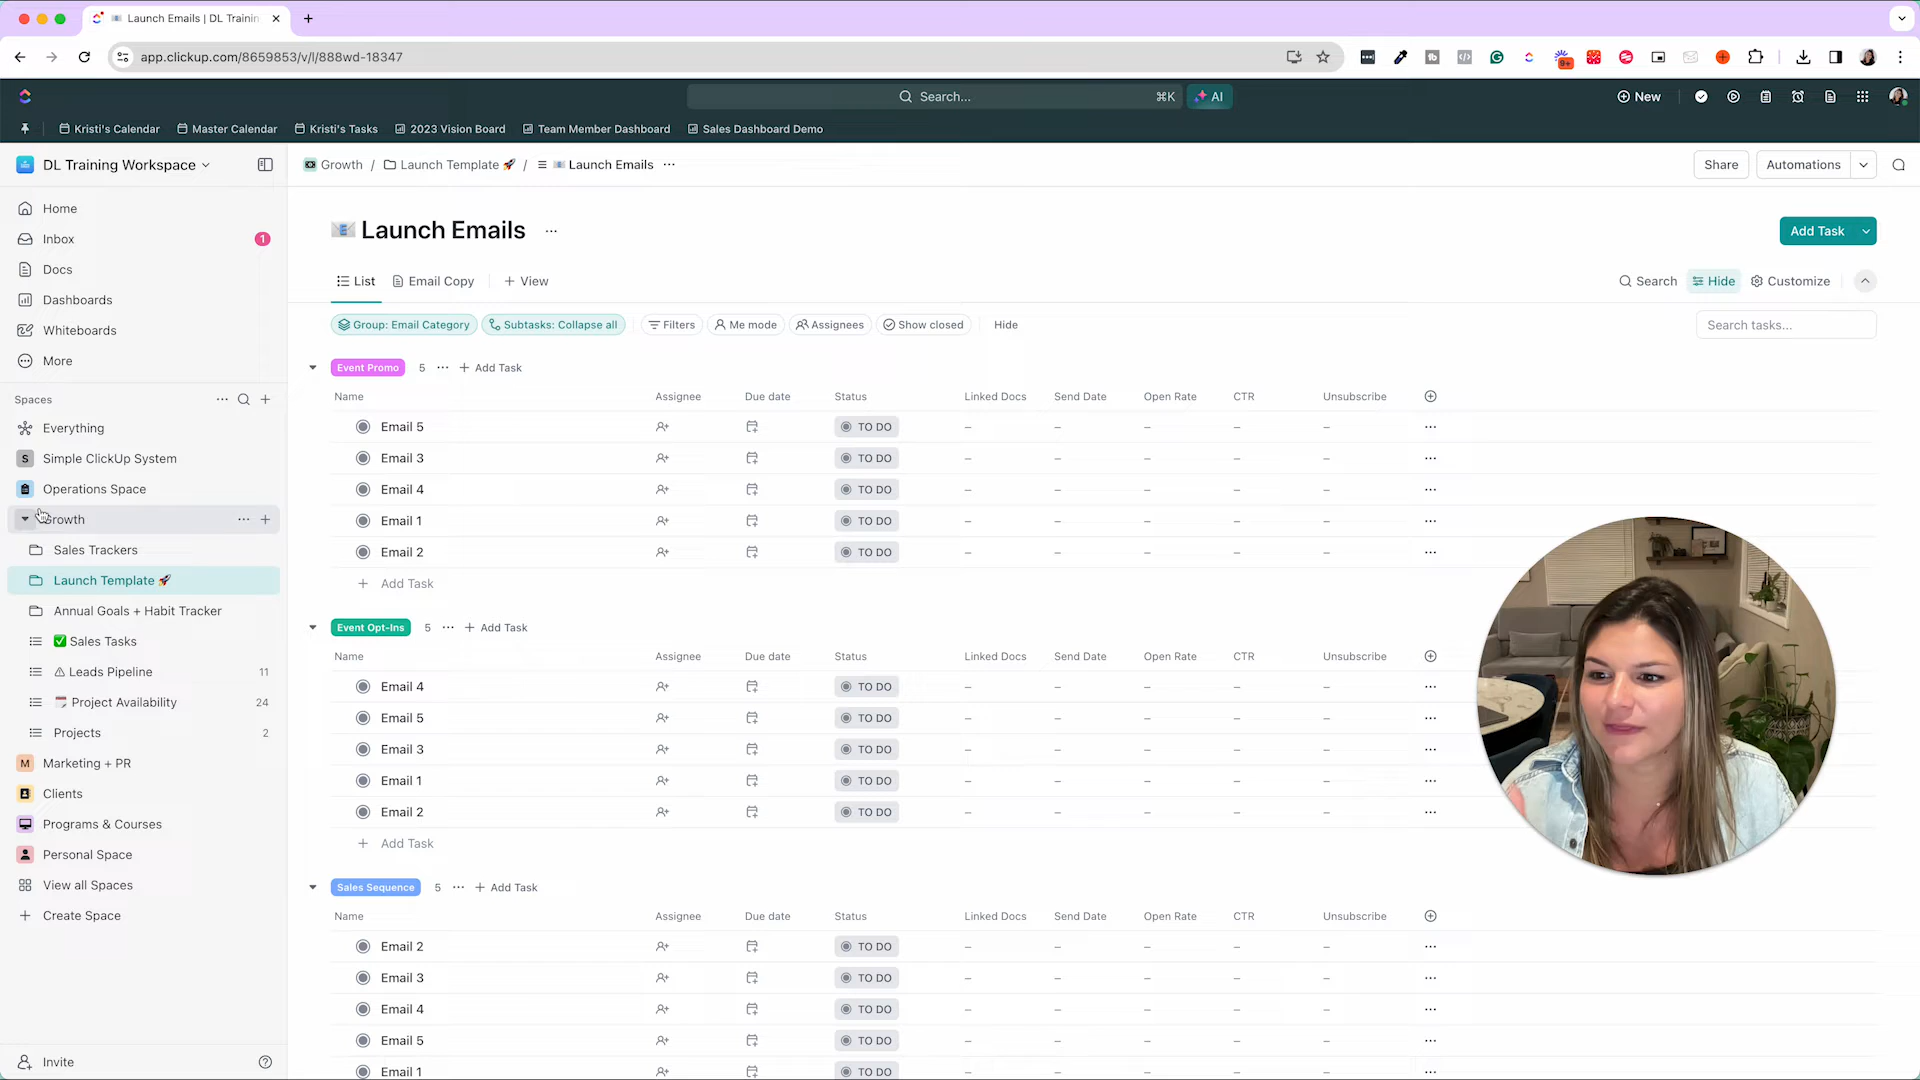 Launch Emails | DL Trainin
app.clickup.com/8659853/v/l/888wd-18347
9+
Search...
⌘K
AI
New
Kristi's Calendar
Master Calendar
Kristi's Tasks
2023 Vision Board
Team Member Dashboard
Sales Dashboard Demo
DL Training Workspace
Growth / Launch Template 🚀 / Launch Emails ...
Share
Automations
Home
Inbox 1
Docs
Dashboards
Whiteboards
More
Spaces
Everything
S Simple ClickUp System
Operations Space
Growth
Sales Trackers
Launch Template 🚀
Annual Goals + Habit Tracker
✅ Sales Tasks
Leads Pipeline 11
Project Availability 24
Projects 2
M Marketing + PR
Clients
Programs & Courses
Personal Space
View all Spaces
Create Space
Invite
Launch Emails ...
Add Task
List
Email Copy
+ View
Search
Hide
Customize
Group: Email Category
Subtasks: Collapse all
Filters
Me mode
Assignees
Show closed
Hide
Search tasks...
Event Promo 5 ... + Add Task
Name Assignee Due date Status Linked Docs Send Date Open Rate CTR Unsubscribe
Email 5 TO DO – – – – –
Email 3 TO DO – – – – –
Email 4 TO DO – – – – –
Email 1 TO DO – – – – –
Email 2 TO DO – – – – –
+ Add Task
Event Opt-Ins 5 ... + Add Task
Name Assignee Due date Status Linked Docs Send Date Open Rate CTR Unsubscribe
Email 4 TO DO – – – – –
Email 5 TO DO – – – – –
Email 3 TO DO – – – – –
Email 1 TO DO – – – – –
Email 2 TO DO – – – – –
+ Add Task
Sales Sequence 5 ... + Add Task
Name Assignee Due date Status Linked Docs Send Date Open Rate CTR Unsubscribe
Email 2 TO DO – – – – –
Email 3 TO DO – – – – –
Email 4 TO DO – – – – –
Email 5 TO DO – – – – –
Email 1 TO DO – – – – –